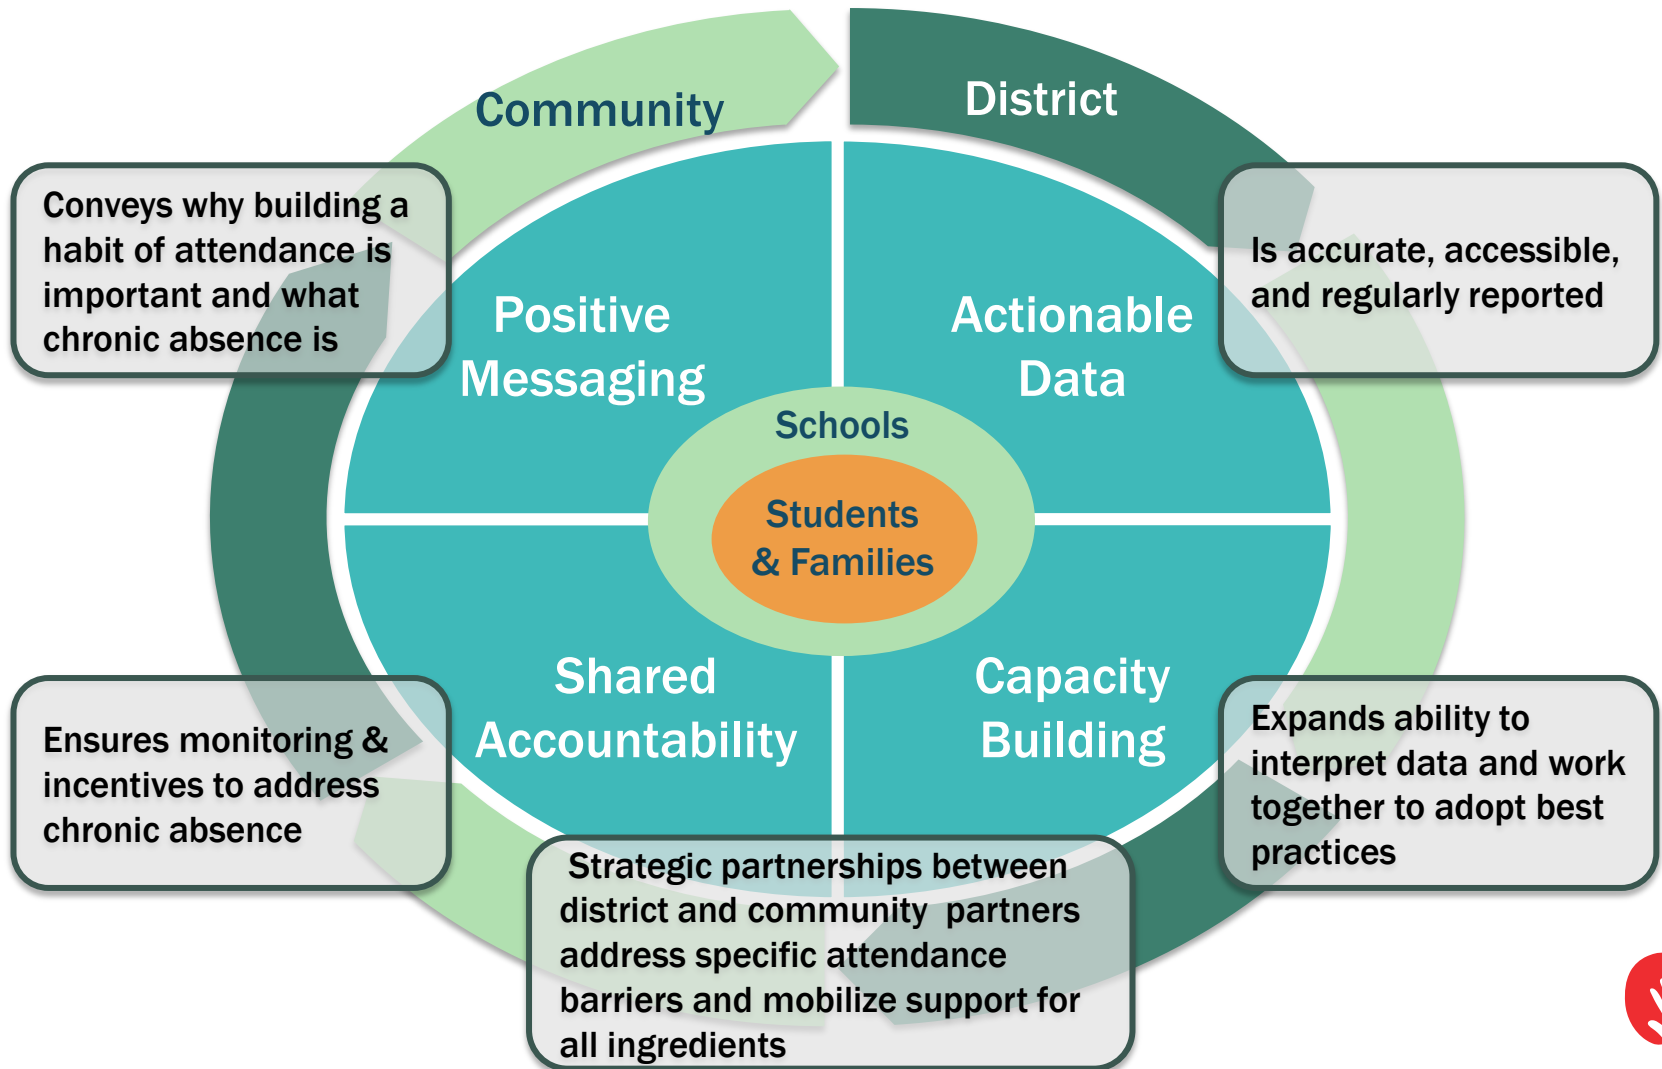 Community
District
Conveys why building a
habit of attendance is
important and what
chronic absence is
Is accurate, accessible,
and regularly reported
Positive
Messaging
Actionable
Data
Schools
Students
& Families
Shared
Accountability
Capacity
Building
Ensures monitoring &
incentives to address
chronic absence
Expands ability to
interpret data and work
together to adopt best
practices
Strategic partnerships between
district and community partners
address specific attendance
barriers and mobilize support for
all ingredients